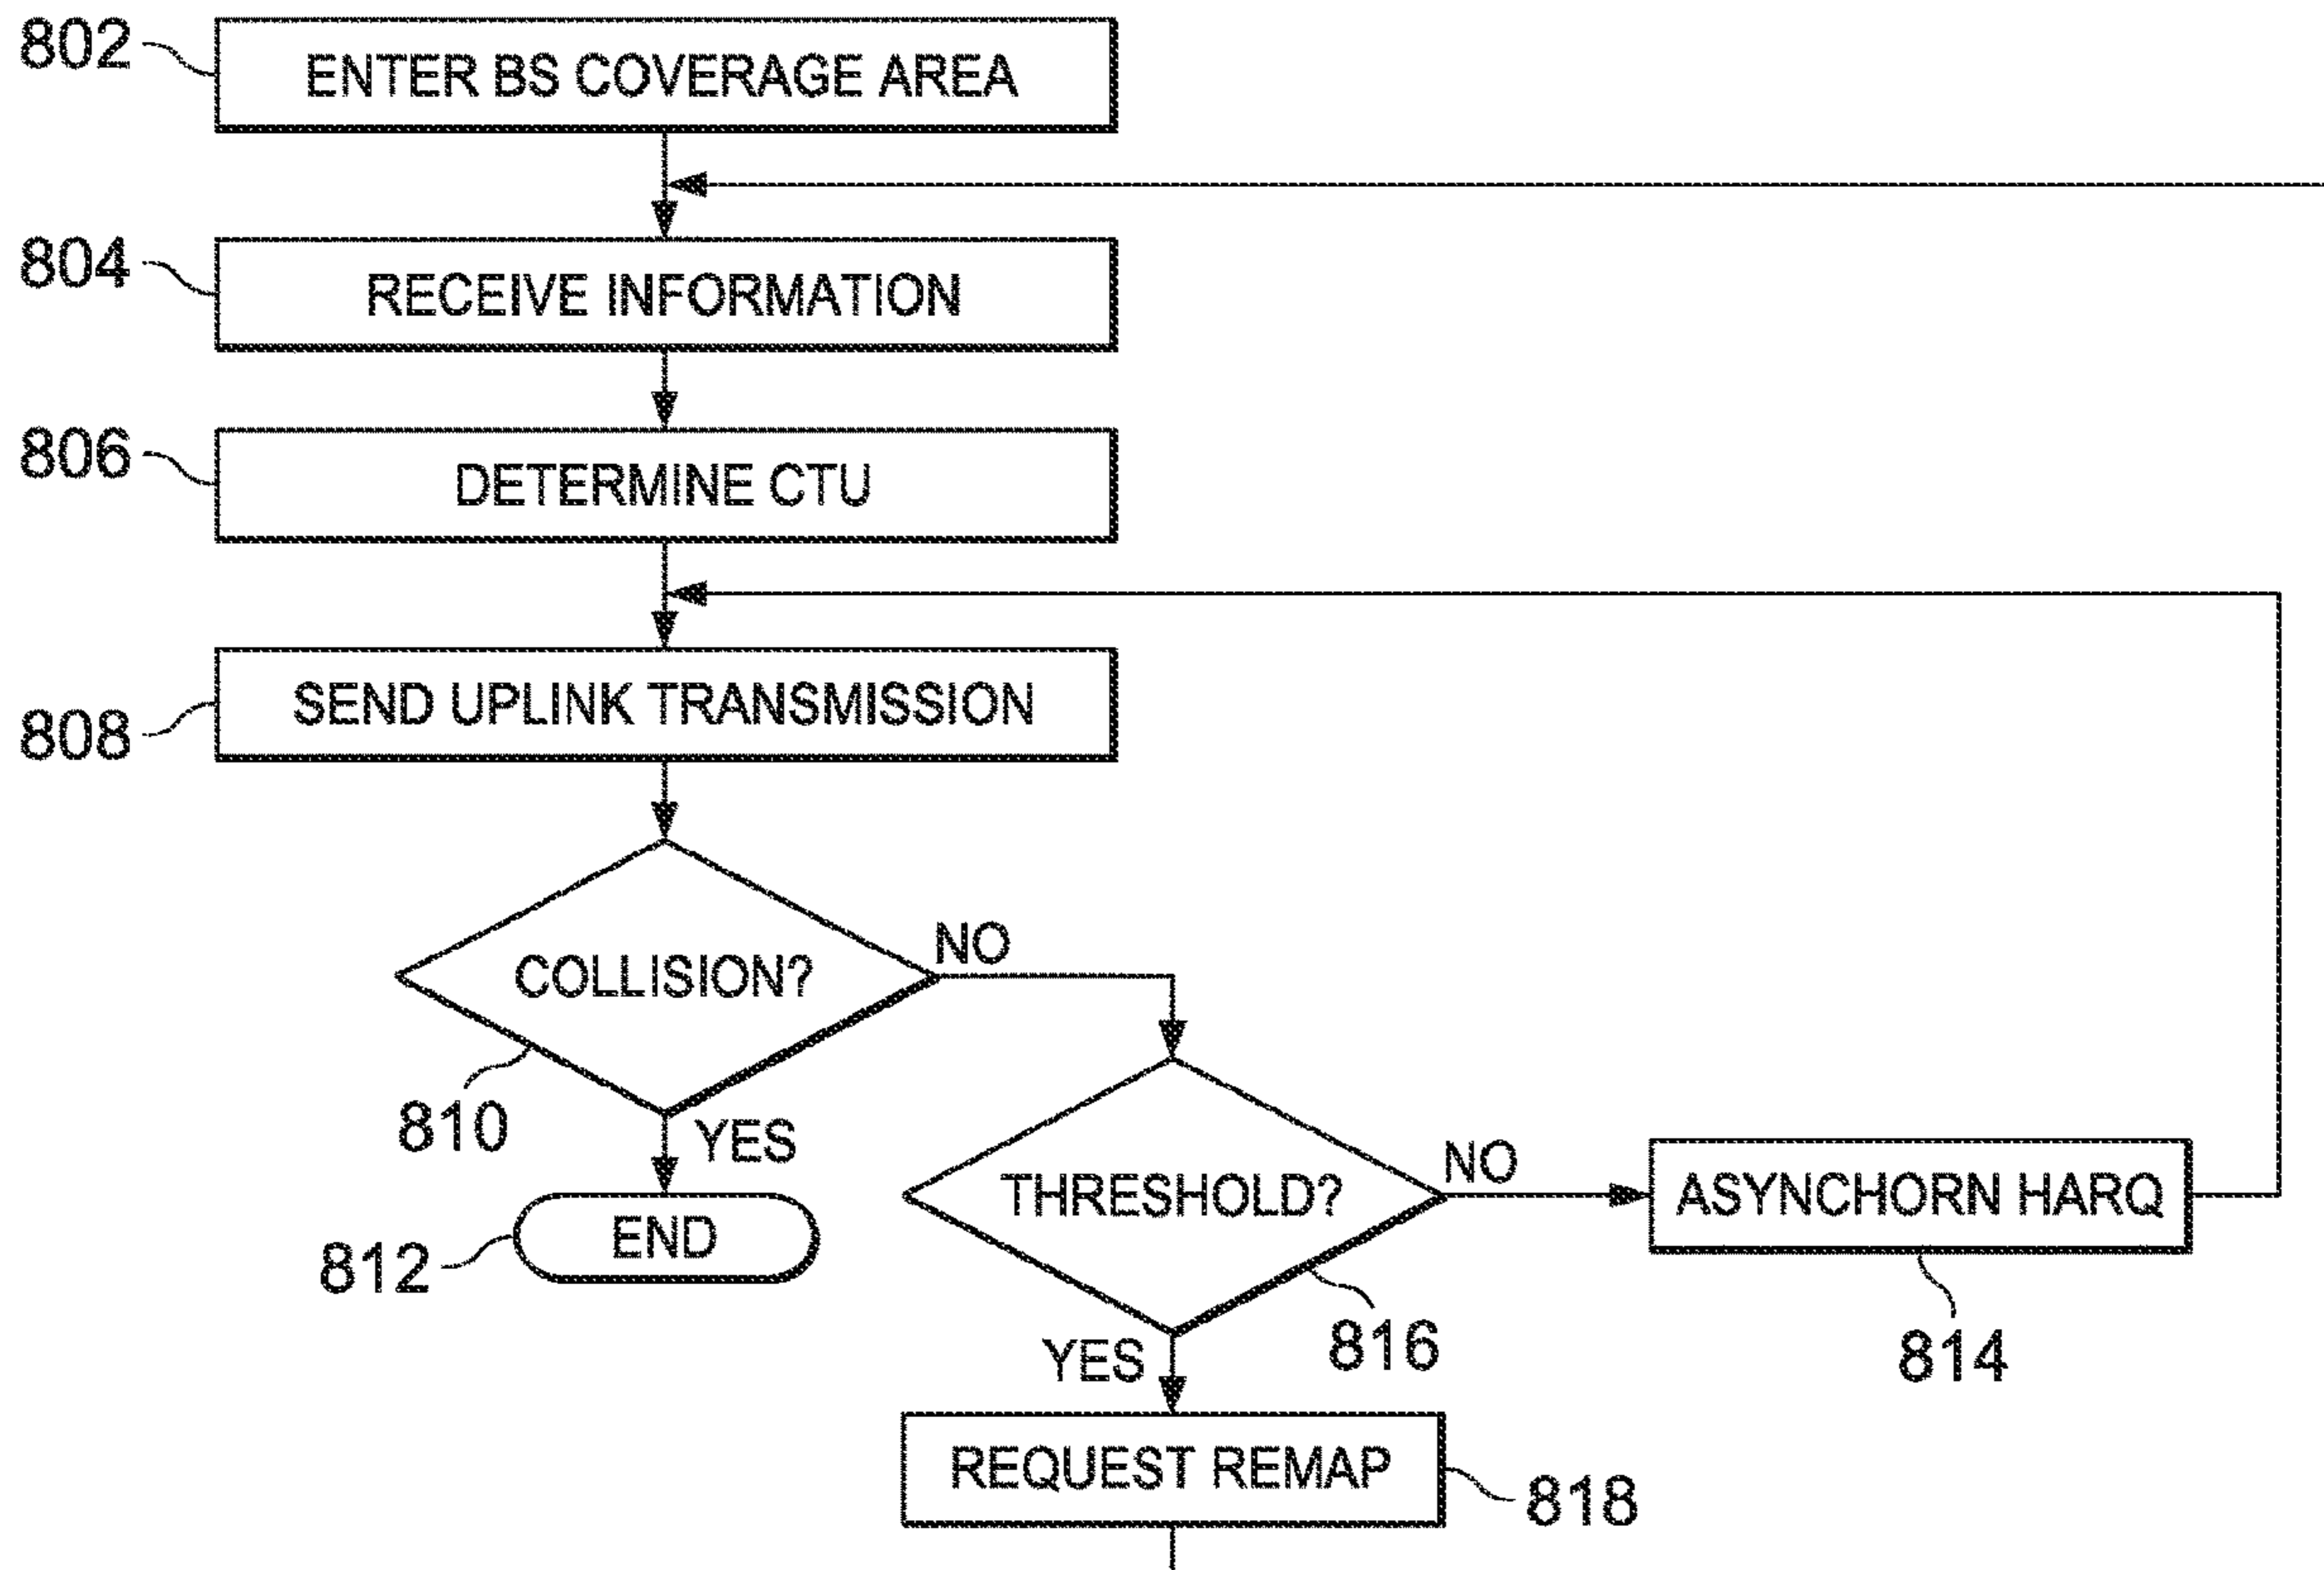 802
ENTER BS COVERAGE AREA
804
RECEIVE INFORMATION
806
DETERMINE CTU
808
SEND UPLINK TRANSMISSION
COLLISION?
NO
810
YES
812
END
THRESHOLD?
NO
ASYNCHORN HARQ
816
814
YES
REQUEST REMAP
818